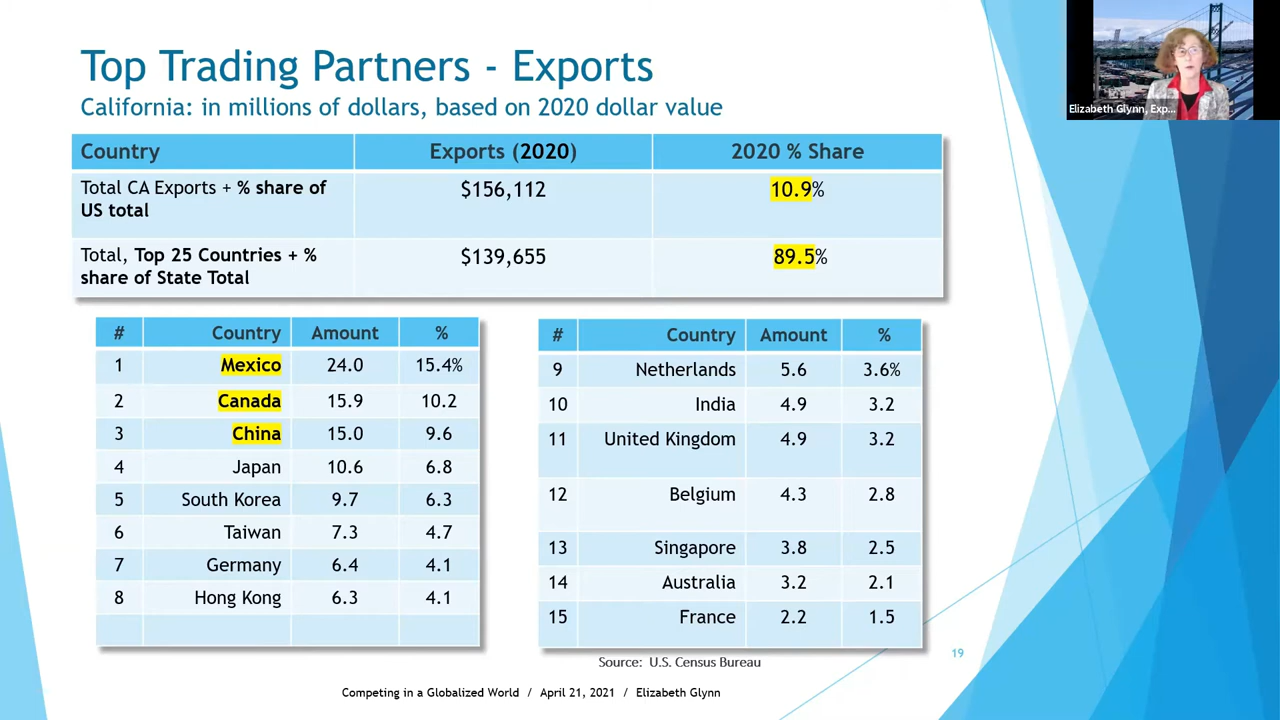 Top Trading Partners - Exports
California: in millions of dollars, based on 2020 dollar value
Elizabeth Glynn, Exp...
Country Exports (2020) 2020 % Share
Total CA Exports + % share of
US total $156,112 10.9%
Total, Top 25 Countries + %
share of State Total $139,655 89.5%
# Country Amount %
1 Mexico 24.0 15.4%
2 Canada 15.9 10.2
3 China 15.0 9.6
4 Japan 10.6 6.8
5 South Korea 9.7 6.3
6 Taiwan 7.3 4.7
7 Germany 6.4 4.1
8 Hong Kong 6.3 4.1
# Country Amount %
9 Netherlands 5.6 3.6%
10 India 4.9 3.2
11 United Kingdom 4.9 3.2
12 Belgium 4.3 2.8
13 Singapore 3.8 2.5
14 Australia 3.2 2.1
15 France 2.2 1.5
Source: U.S. Census Bureau
19
Competing in a Globalized World / April 21, 2021 / Elizabeth Glynn